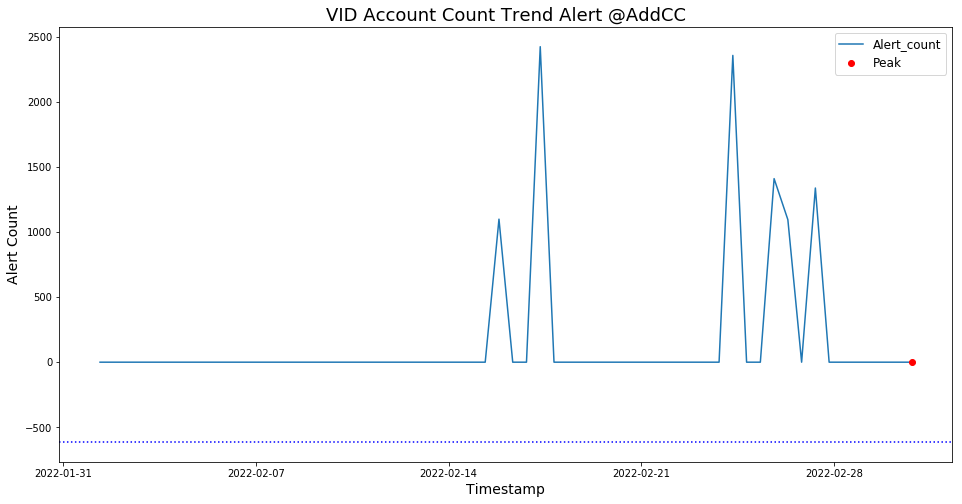 VID Account Count Trend Alert @AddCC
Alert_count
Peak
2500
2000
1500
1000
500
0
−500
Alert Count
2022-01-31 2022-02-07 2022-02-14 2022-02-21 2022-02-28
Timestamp